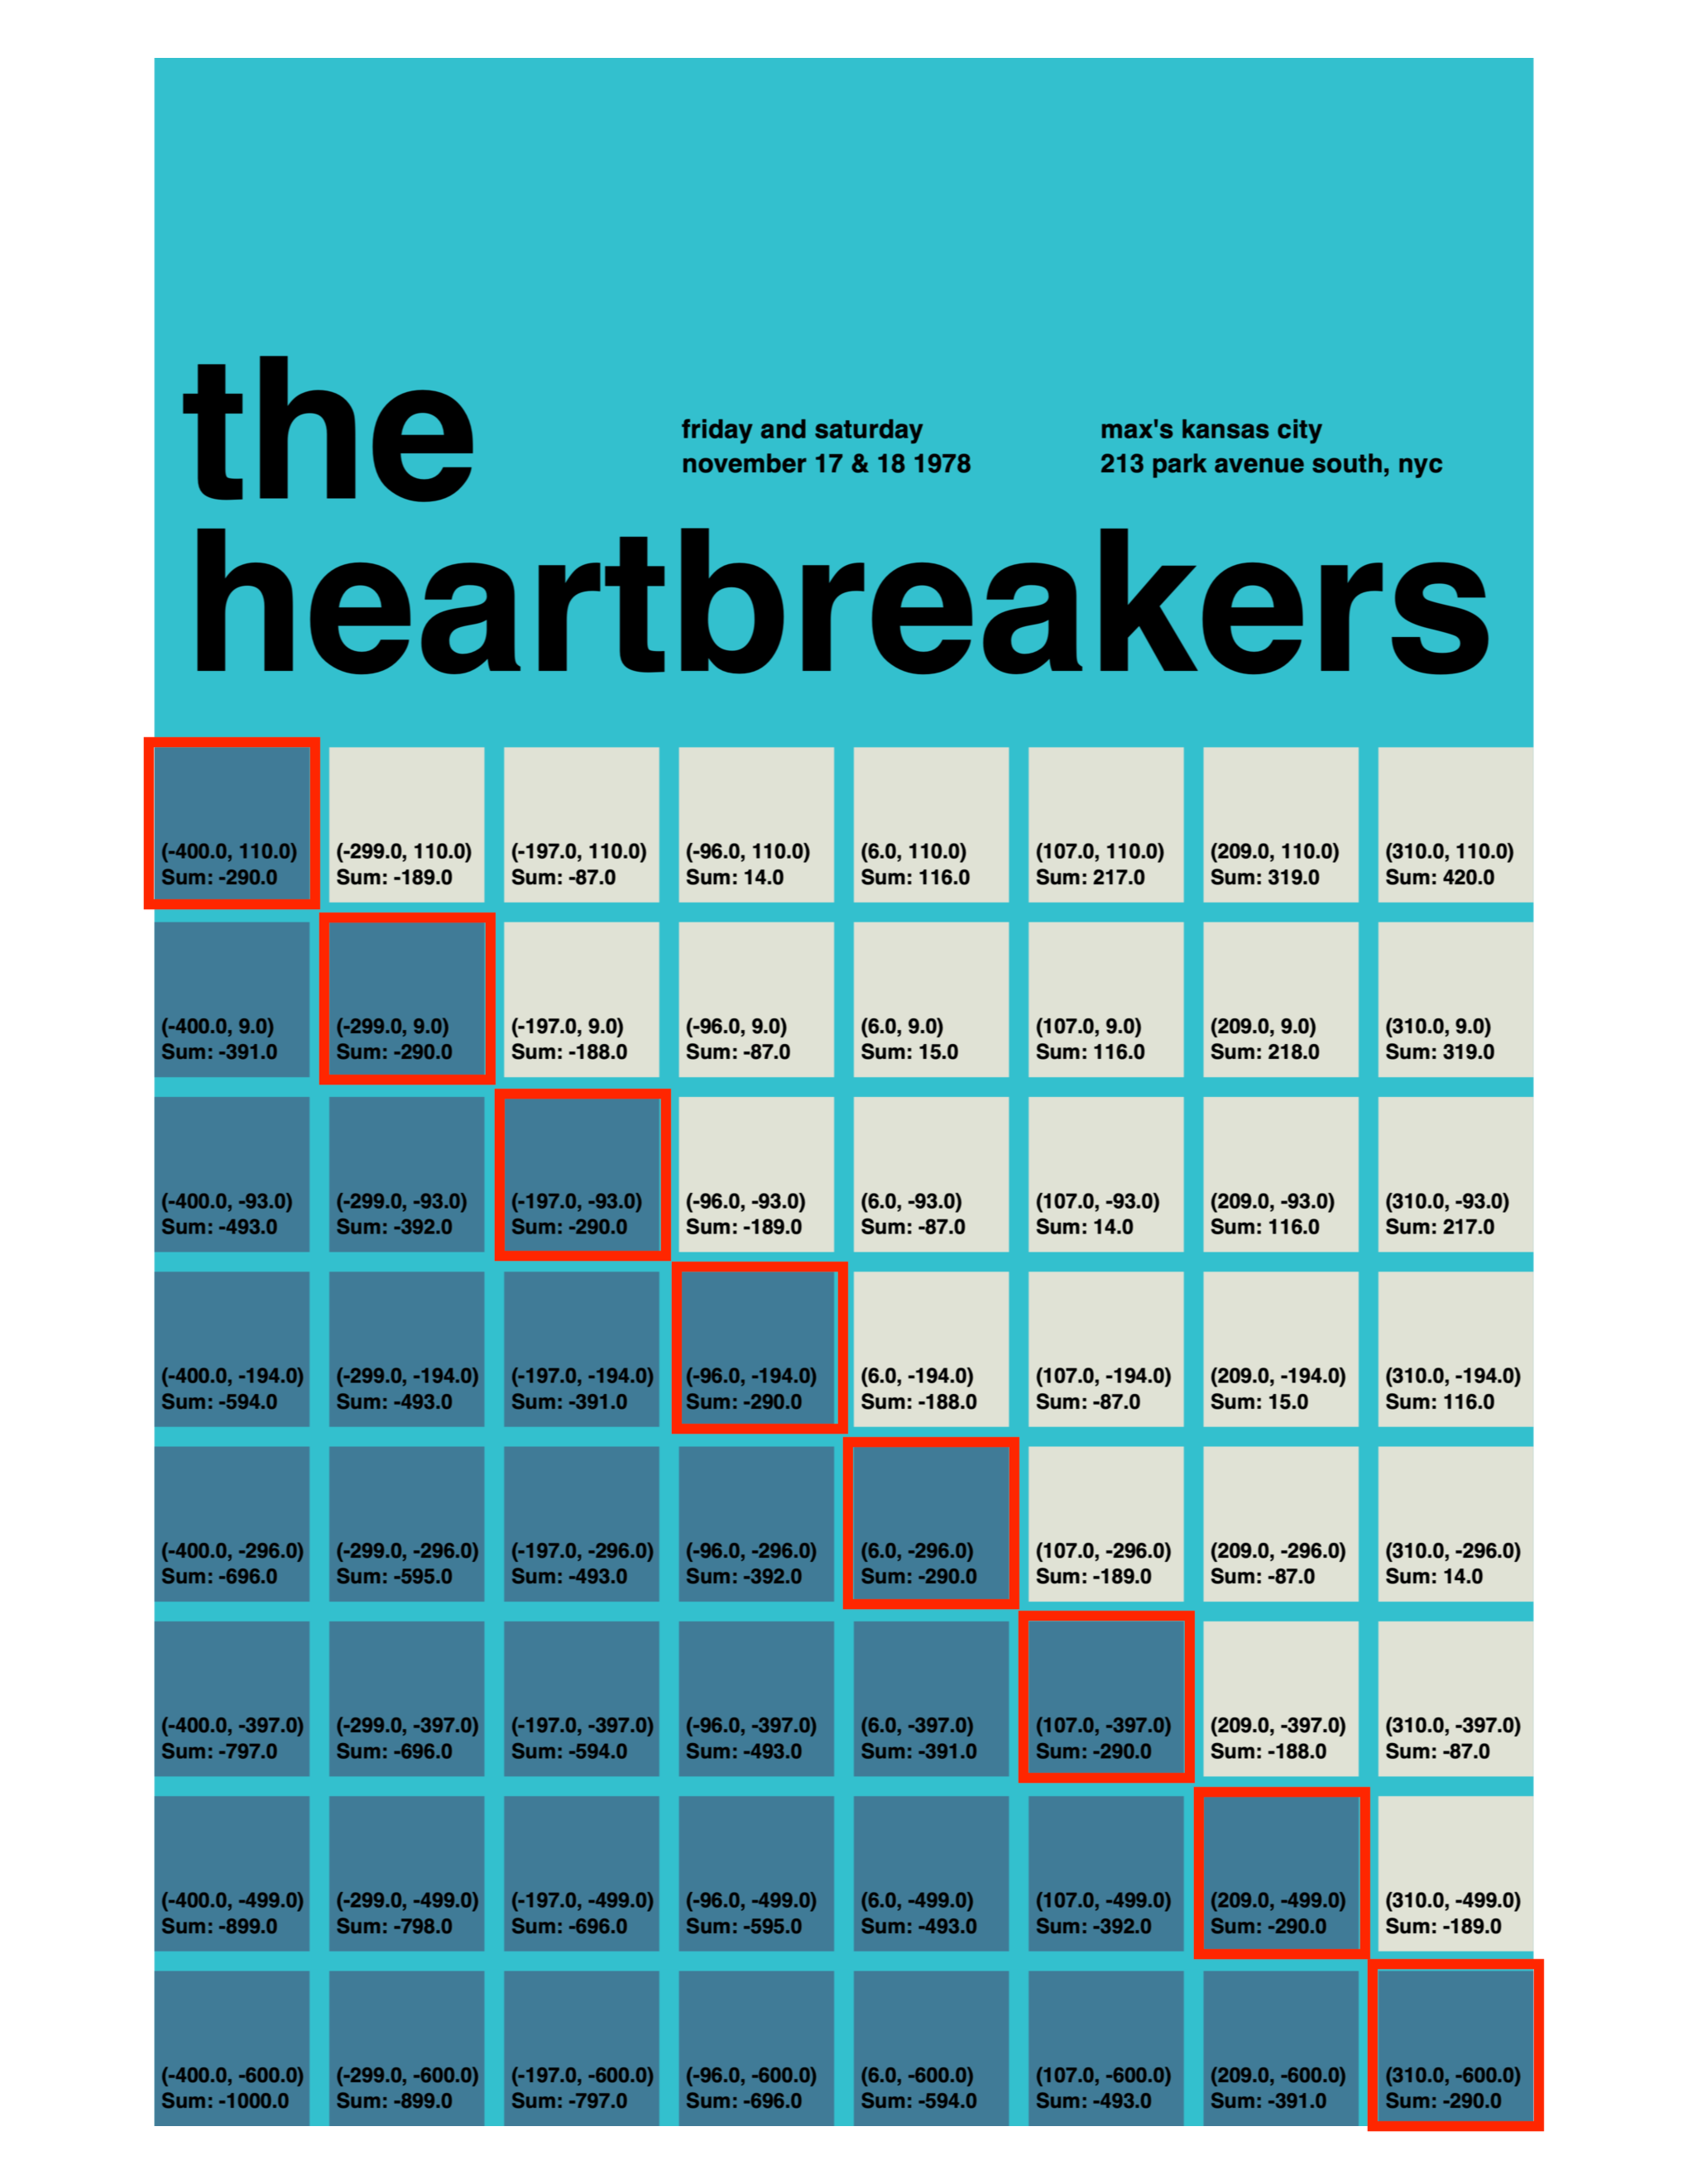 the
friday and saturday
november 17 & 18 1978
max's kansas city
213 park avenue south, nyc
heartbreakers
(-400.0, 110.0)
Sum: -290.0
(-299.0, 110.0)
Sum: -189.0
(-197.0, 110.0)
Sum: -87.0
(-96.0, 110.0)
Sum: 14.0
(6.0, 110.0)
Sum: 116.0
(107.0, 110.0)
Sum: 217.0
(209.0, 110.0)
Sum: 319.0
(310.0, 110.0)
Sum: 420.0
(-400.0, 9.0)
Sum: -391.0
(-299.0, 9.0)
Sum: -290.0
(-197.0, 9.0)
Sum: -188.0
(-96.0, 9.0)
Sum: -87.0
(6.0, 9.0)
Sum: 15.0
(107.0, 9.0)
Sum: 116.0
(209.0, 9.0)
Sum: 218.0
(310.0, 9.0)
Sum: 319.0
(-400.0, -93.0)
Sum: -493.0
(-299.0, -93.0)
Sum: -392.0
(-197.0, -93.0)
Sum: -290.0
(-96.0, -93.0)
Sum: -189.0
(6.0, -93.0)
Sum: -87.0
(107.0, -93.0)
Sum: 14.0
(209.0, -93.0)
Sum: 116.0
(310.0, -93.0)
Sum: 217.0
(-400.0, -194.0)
Sum: -594.0
(-299.0, -194.0)
Sum: -493.0
(-197.0, -194.0)
Sum: -391.0
(-96.0, -194.0)
Sum: -290.0
(6.0, -194.0)
Sum: -188.0
(107.0, -194.0)
Sum: -87.0
(209.0, -194.0)
Sum: 15.0
(310.0, -194.0)
Sum: 116.0
(-400.0, -296.0)
Sum: -696.0
(-299.0, -296.0)
Sum: -595.0
(-197.0, -296.0)
Sum: -493.0
(-96.0, -296.0)
Sum: -392.0
(6.0, -296.0)
Sum: -290.0
(107.0, -296.0)
Sum: -189.0
(209.0, -296.0)
Sum: -87.0
(310.0, -296.0)
Sum: 14.0
(-400.0, -397.0)
Sum: -797.0
(-299.0, -397.0)
Sum: -696.0
(-197.0, -397.0)
Sum: -594.0
(-96.0, -397.0)
Sum: -493.0
(6.0, -397.0)
Sum: -391.0
(107.0, -397.0)
Sum: -290.0
(209.0, -397.0)
Sum: -188.0
(310.0, -397.0)
Sum: -87.0
(-400.0, -499.0)
Sum: -899.0
(-299.0, -499.0)
Sum: -798.0
(-197.0, -499.0)
Sum: -696.0
(-96.0, -499.0)
Sum: -595.0
(6.0, -499.0)
Sum: -493.0
(107.0, -499.0)
Sum: -392.0
(209.0, -499.0)
Sum: -290.0
(310.0, -499.0)
Sum: -189.0
(-400.0, -600.0)
Sum: -1000.0
(-299.0, -600.0)
Sum: -899.0
(-197.0, -600.0)
Sum: -797.0
(-96.0, -600.0)
Sum: -696.0
(6.0, -600.0)
Sum: -594.0
(107.0, -600.0)
Sum: -493.0
(209.0, -600.0)
Sum: -391.0
(310.0, -600.0)
Sum: -290.0